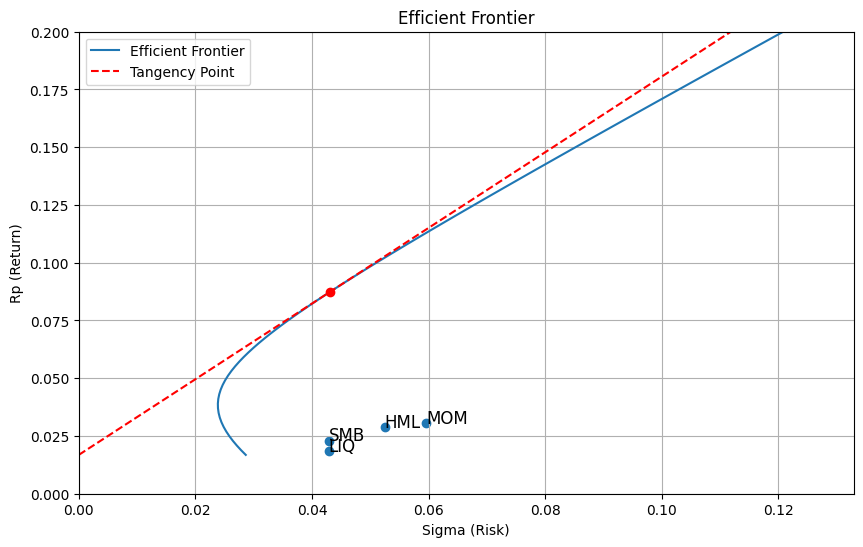 Efficient Frontier
Efficient Frontier
Tangency Point
Rp (Return)
0.200
0.175
0.150
0.125
0.100
0.075
0.050
0.025
0.000
MOM
HML
SMB
LIQ
0.00 0.02 0.04 0.06 0.08 0.10 0.12
Sigma (Risk)